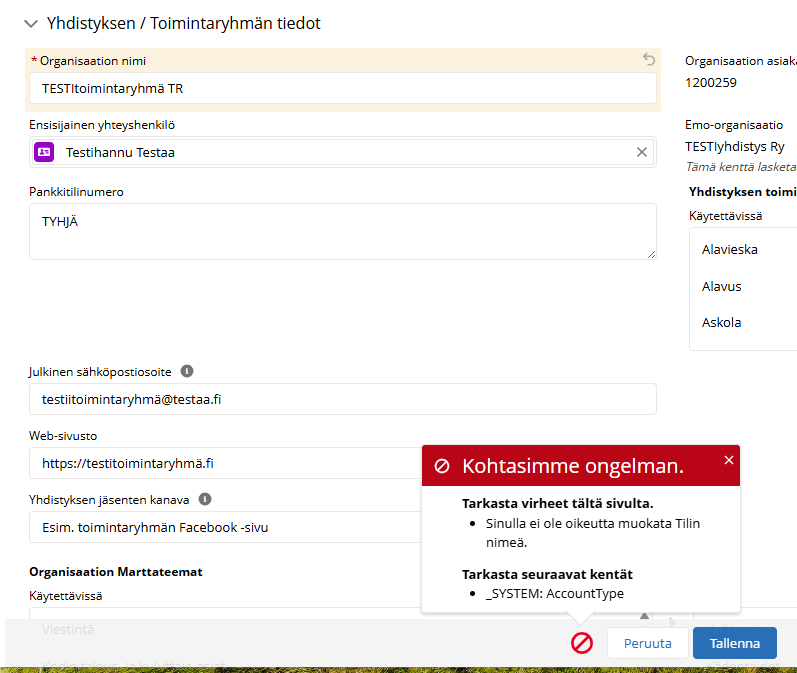 Yhdistyksen / Toimintaryhmän tiedot
* Organisaation nimi
TESTItoimintaryhmä TR
Organisaation asiaka
1200259
Ensisijainen yhteyshenkilö
Testihannu Testaa
Emo-organisaatio
TESTIyhdistys Ry
Tämä kenttä lasketa
Pankkitilinumero
TYHJÄ
Yhdistyksen toimi
Käytettävissä
Alavieska
Alavus
Askola
Julkinen sähköpostiosoite
testiitoimintaryhmä@testaa.fi
Web-sivusto
https://testitoimintaryhmä.fi
Yhdistyksen jäsenten kanava
Esim. toimintaryhmän Facebook -sivu
Organisaation Marttateemat
Käytettävissä
Viestintä
Kohtasimme ongelman.
Tarkasta virheet tältä sivulta.
• Sinulla ei ole oikeutta muokata Tilin
nimeä.
Tarkasta seuraavat kentät
• _SYSTEM: AccountType
Peruuta
Tallenna